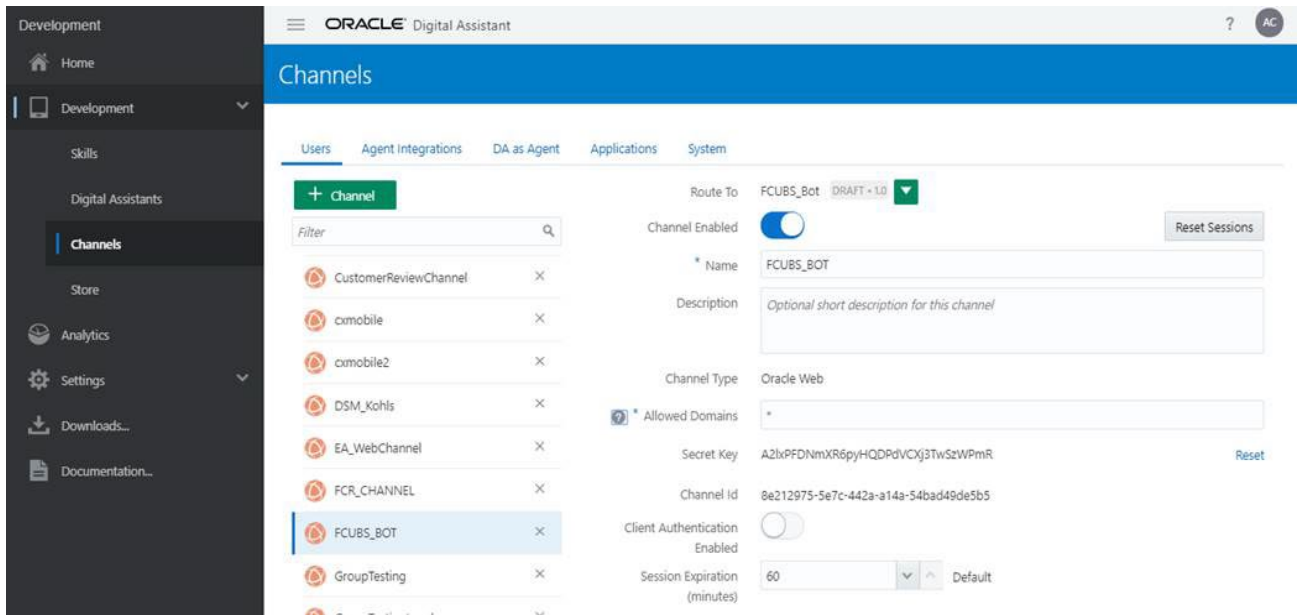 Development
ORACLE Digital Assistant
?
AC
Home
Channels
Development
Skills
Digital Assistants
Channels
Store
Analytics
Settings
Downloads...
Documentation...
Users Agent Integrations DA as Agent Applications System
+ Channel
Filter
CustomerReviewChannel
cxmobile
cxmobile2
DSM_Kohls
EA_WebChannel
FCR_CHANNEL
FCUBS_BOT
GroupTesting
Route To FCUBS_Bot DRAFT • 1.0
Channel Enabled
Reset Sessions
* Name FCUBS_BOT
Description Optional short description for this channel
Channel Type Oracle Web
? * Allowed Domains *
Secret Key A2lxPFDNmXR6pyHQDPdVCXj3TwSzWPmR Reset
Channel Id 8e212975-5e7c-442a-a14a-54bad49de5b5
Client Authentication
Enabled
Session Expiration 60 Default
(minutes)